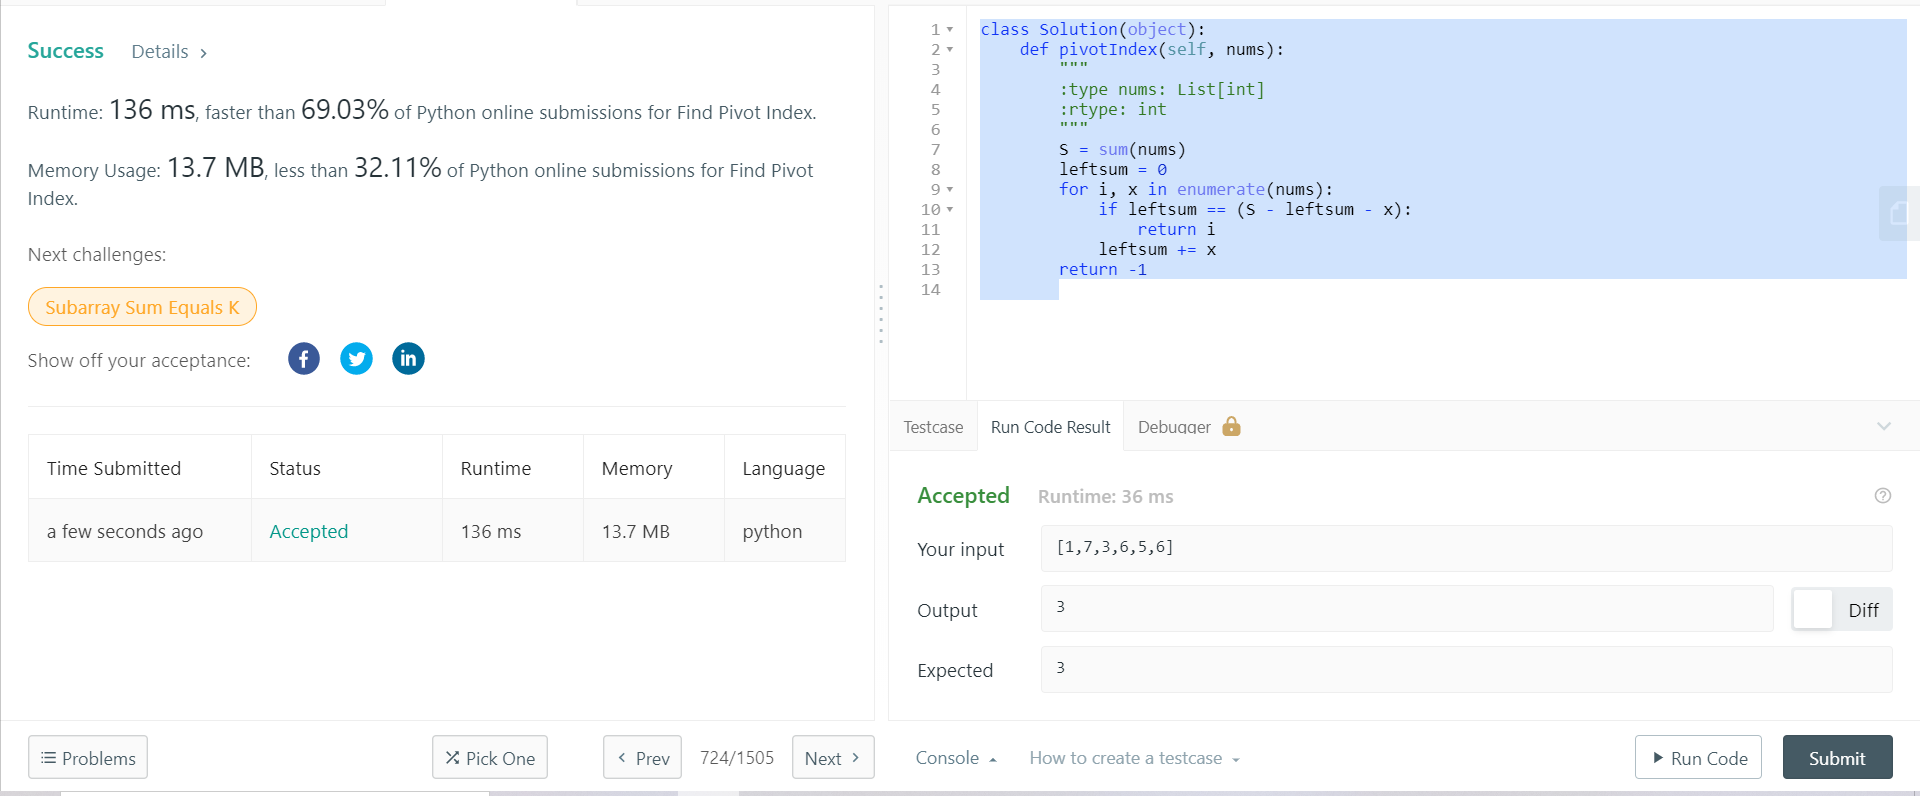 Success Details >
Runtime: 136 ms, faster than 69.03% of Python online submissions for Find Pivot Index.
Memory Usage: 13.7 MB, less than 32.11% of Python online submissions for Find Pivot
Index.
Next challenges:
Subarray Sum Equals K
Show off your acceptance:
Time Submitted Status Runtime Memory Language
a few seconds ago Accepted 136 ms 13.7 MB python
Problems
Pick One
< Prev 724/1505 Next >
1 class Solution(object):
2     def pivotIndex(self, nums):
3         """
4         :type nums: List[int]
5         :rtype: int
6         """
7         S = sum(nums)
8         leftsum = 0
9         for i, x in enumerate(nums):
10             if leftsum == (S - leftsum - x):
11                 return i
12             leftsum += x
13         return -1
14
Testcase Run Code Result Debugger
Accepted Runtime: 36 ms
Your input [1,7,3,6,5,6]
Output 3 Diff
Expected 3
Console How to create a testcase Run Code Submit